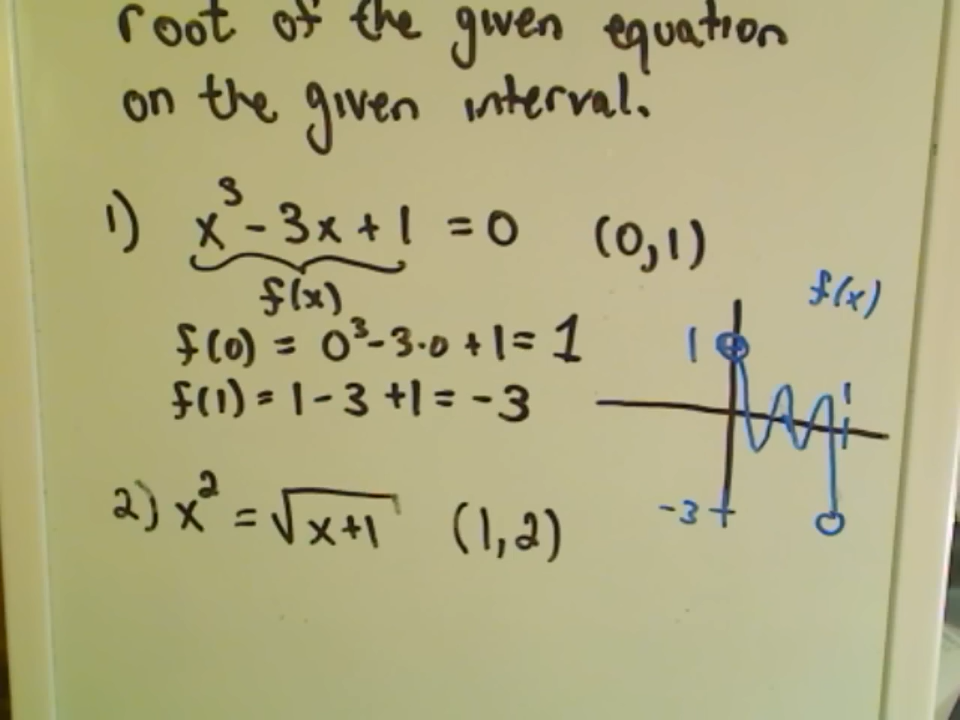 root of the given equation
on the given interval.
1) x³ - 3x + 1 = 0 (0,1)
f(x)
f(x)
f(0) = 0³-3·0 +1 = 1
1
f(1) = 1 - 3 +1 = -3
1
-3
2) x² = √x+1 (1,2)